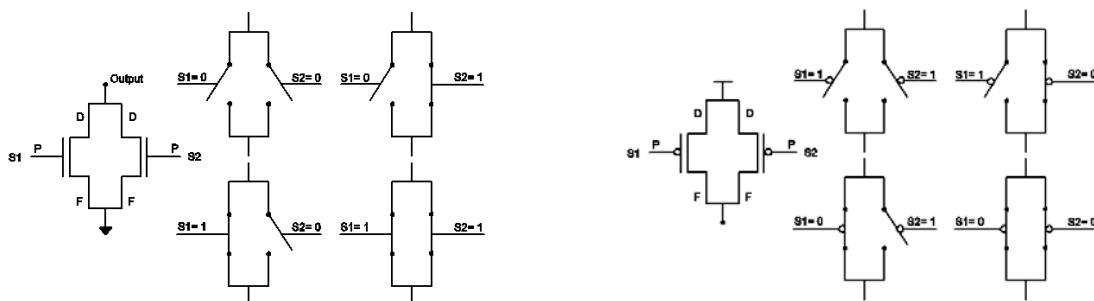 Output
D D
S1 P P S2
F F
S1= 0 S2= 0
S1= 0 S2= 1
S1= 1 S2= 0
S1= 1 S2= 1
D D
S1 P P S2
F F
S1= 1 S2= 1
S1= 1 S2= 0
S1= 0 S2= 1
S1= 0 S2= 0